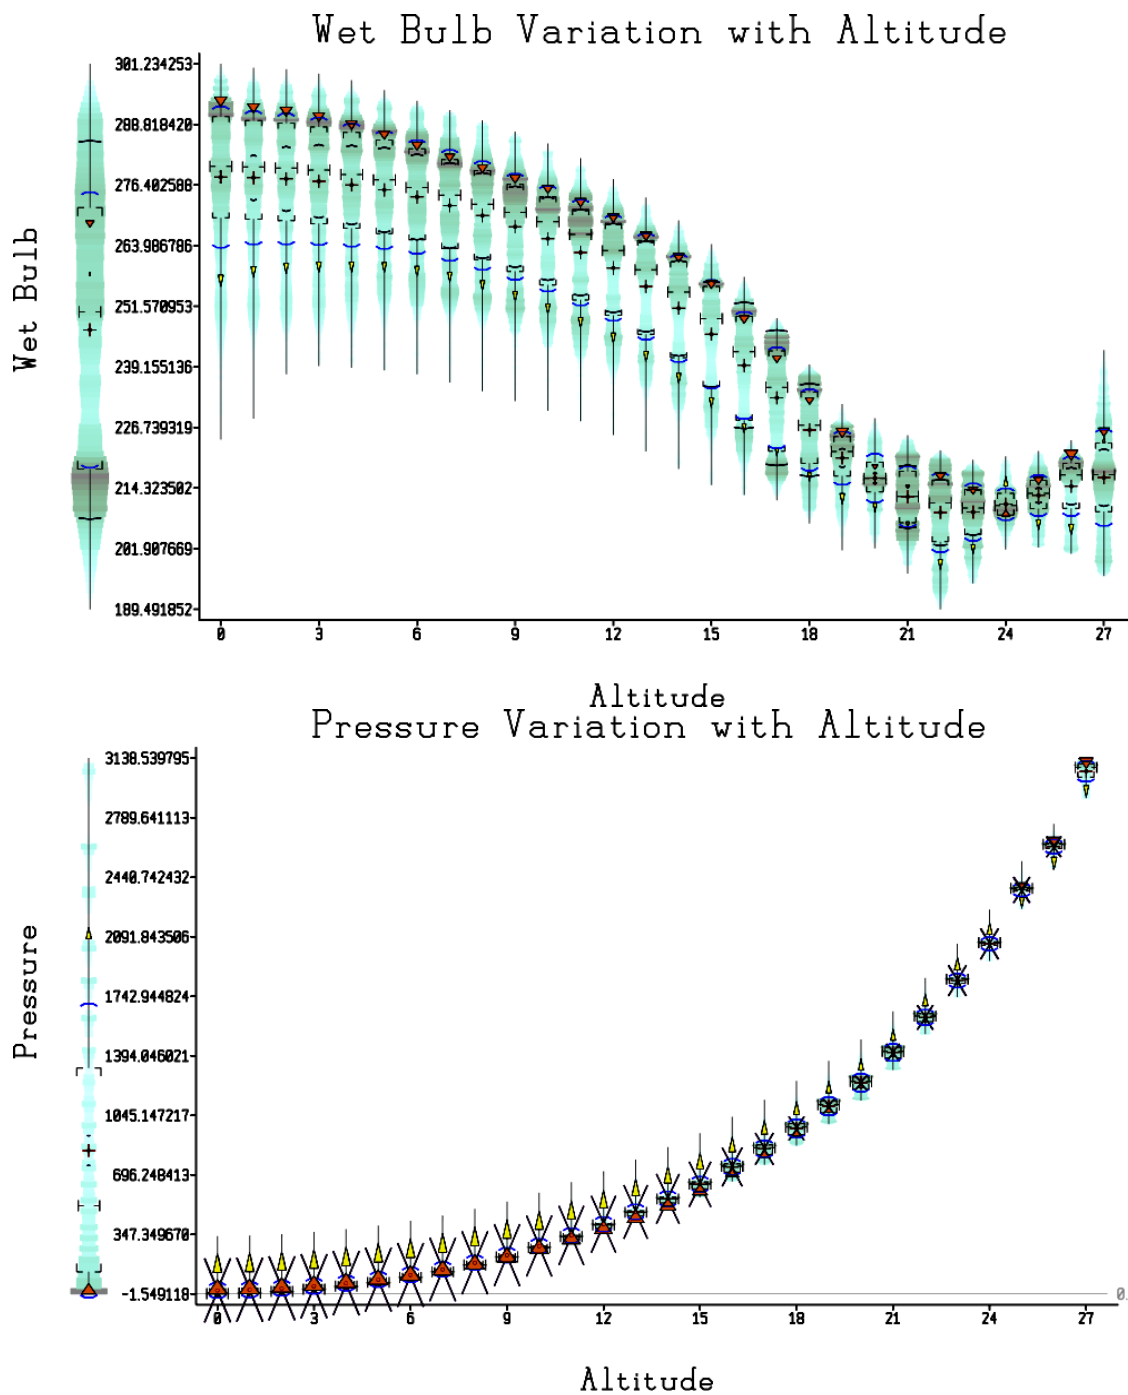 Wet Bulb Variation with Altitude
Wet Bulb
301.234253
288.818420
276.402588
263.986786
251.570953
239.155136
226.739319
214.323502
201.907669
189.491852
0 3 6 9 12 15 18 21 24 27
Altitude
Pressure Variation with Altitude
Pressure
3138.539795
2789.641113
2440.742432
2091.843506
1742.944824
1394.046021
1045.147217
696.248413
347.349670
-1.549118
0.
0 3 6 9 12 15 18 21 24 27
Altitude